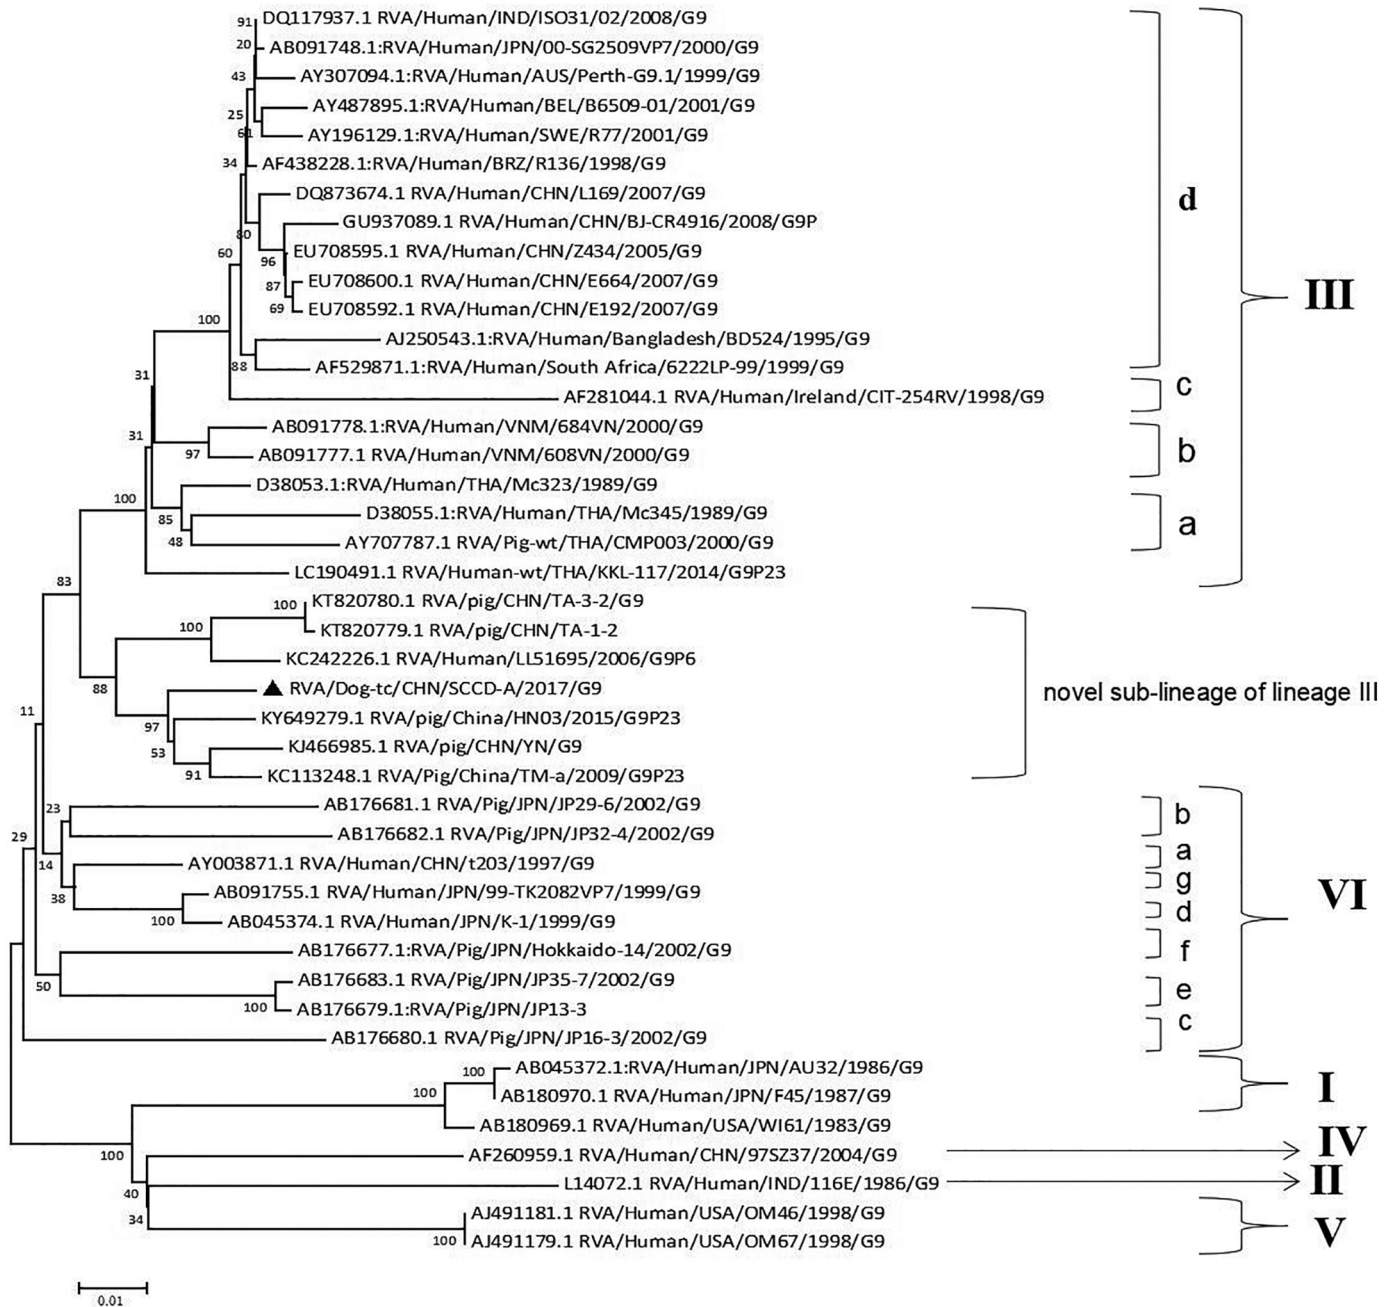 91 DQ117937.1 RVA/Human/IND/ISO31/02/2008/G9
20 AB091748.1:RVA/Human/JPN/00-SG2509VP7/2000/G9
43 AY307094.1:RVA/Human/AUS/Perth-G9.1/1999/G9
AY487895.1:RVA/Human/BEL/B6509-01/2001/G9
25
61 AY196129.1:RVA/Human/SWE/R77/2001/G9
34 AF438228.1:RVA/Human/BRZ/R136/1998/G9
DQ873674.1 RVA/Human/CHN/L169/2007/G9
d
GU937089.1 RVA/Human/CHN/BJ-CR4916/2008/G9P
80
60 96 EU708595.1 RVA/Human/CHN/Z434/2005/G9
87 EU708600.1 RVA/Human/CHN/E664/2007/G9
III
69 EU708592.1 RVA/Human/CHN/E192/2007/G9
100
AJ250543.1:RVA/Human/Bangladesh/BD524/1995/G9
88 AF529871.1:RVA/Human/South Africa/6222LP-99/1999/G9
31
c
AF281044.1 RVA/Human/Ireland/CIT-254RV/1998/G9
AB091778.1:RVA/Human/VNM/684VN/2000/G9
31
97 AB091777.1 RVA/Human/VNM/608VN/2000/G9
b
D38053.1:RVA/Human/THA/Mc323/1989/G9
100
85 D38055.1:RVA/Human/THA/Mc345/1989/G9
a
48 AY707787.1 RVA/Pig-wt/THA/CMP003/2000/G9
LC190491.1 RVA/Human-wt/THA/KKL-117/2014/G9P23
83
100 KT820780.1 RVA/pig/CHN/TA-3-2/G9
100 KT820779.1 RVA/pig/CHN/TA-1-2
KC242226.1 RVA/Human/LL51695/2006/G9P6
88 RVA/Dog-tc/CHN/SCCD-A/2017/G9
novel sub-lineage of lineage III
11
97 KY649279.1 RVA/pig/China/HN03/2015/G9P23
53 KJ466985.1 RVA/pig/CHN/YN/G9
91 KC113248.1 RVA/Pig/China/TM-a/2009/G9P23
23 AB176681.1 RVA/Pig/JPN/JP29-6/2002/G9
b
29 AB176682.1 RVA/Pig/JPN/JP32-4/2002/G9
a
14 AY003871.1 RVA/Human/CHN/t203/1997/G9
g
38 AB091755.1 RVA/Human/JPN/99-TK2082VP7/1999/G9
VI
d
100 AB045374.1 RVA/Human/JPN/K-1/1999/G9
AB176677.1:RVA/Pig/JPN/Hokkaido-14/2002/G9
f
50 AB176683.1 RVA/Pig/JPN/JP35-7/2002/G9
e
100 AB176679.1:RVA/Pig/JPN/JP13-3
c
AB176680.1 RVA/Pig/JPN/JP16-3/2002/G9
100 AB045372.1:RVA/Human/JPN/AU32/1986/G9
I
100 AB180970.1 RVA/Human/JPN/F45/1987/G9
AB180969.1 RVA/Human/USA/WI61/1983/G9
IV
100 AF260959.1 RVA/Human/CHN/97SZ37/2004/G9
II
40 L14072.1 RVA/Human/IND/116E/1986/G9
34 AJ491181.1 RVA/Human/USA/OM46/1998/G9
V
100 AJ491179.1 RVA/Human/USA/OM67/1998/G9
0.01